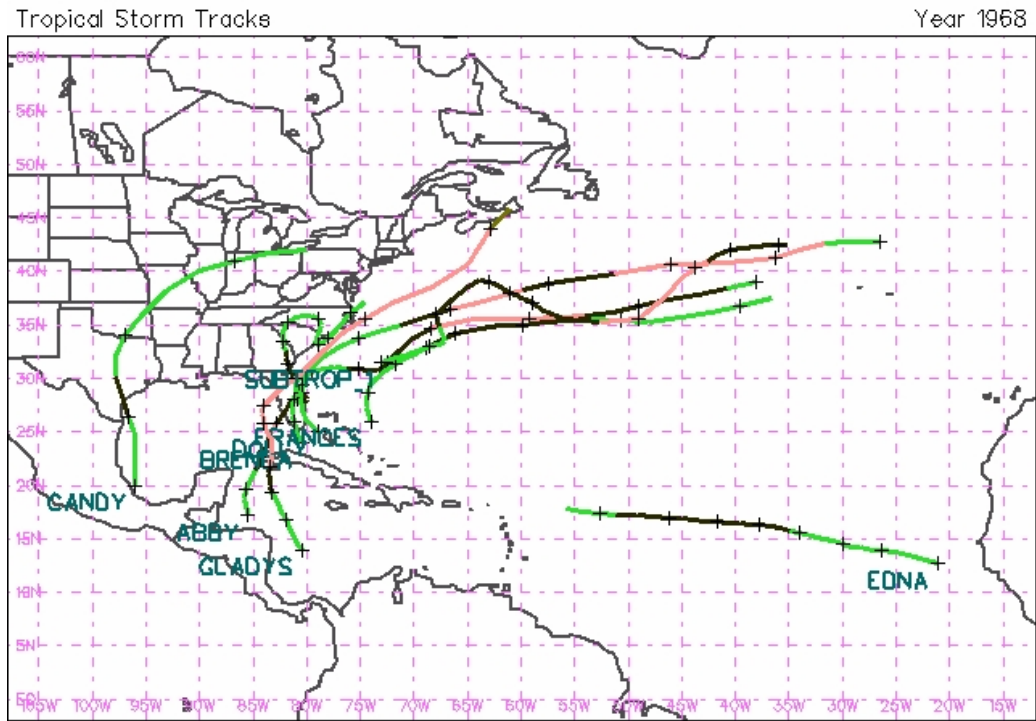 Tropical Storm Tracks
Year 1968
60N
55N
50N
45N
40N
35N
30N
SUBTROP_1
25N
FRANCES
DOLLY
BRENDA
20N
CANDY
ABBY
15N
GLADYS
EDNA
10N
5N
105W 100W 95W 90W 85W 80W 75W 70W 65W 60W 55W 50W 45W 40W 35W 30W 25W 20W 15W